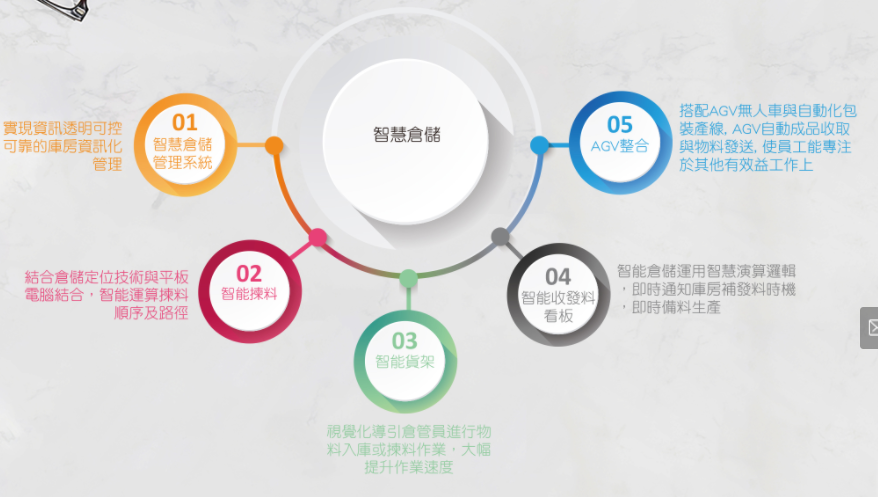 智慧倉儲
01
智慧倉儲
管理系統
實現資訊透明可控
可靠的庫房資訊化
管理
02
智能揀料
結合倉儲定位技術與平板
電腦結合，智能運算揀料
順序及路徑
03
智能貨架
視覺化導引倉管員進行物
料入庫或揀料作業，大幅
提升作業速度
04
智能收發料
看板
智能倉儲運用智慧演算邏輯
，即時通知庫房補發料時機
，即時備料生產
05
AGV整合
搭配AGV無人車與自動化包
裝產線, AGV自動成品收取
與物料發送, 使員工能專注
於其他有效益工作上